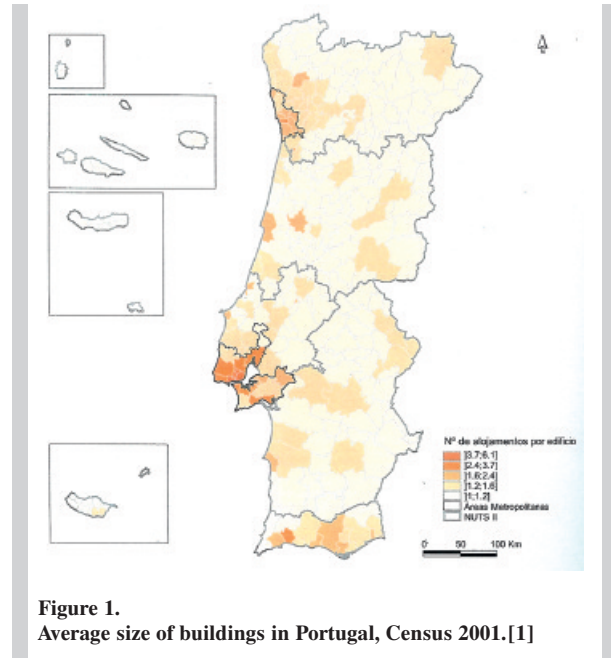 Nº de alojamentos por edifício
]3.7;6.1]
]2.4;3.7]
]1.6;2.4]
]1.2;1.6]
]1;1.2]
Áreas Metropolitanas
NUTS II
0 50 100 Km
Figure 1.
Average size of buildings in Portugal, Census 2001.[1]